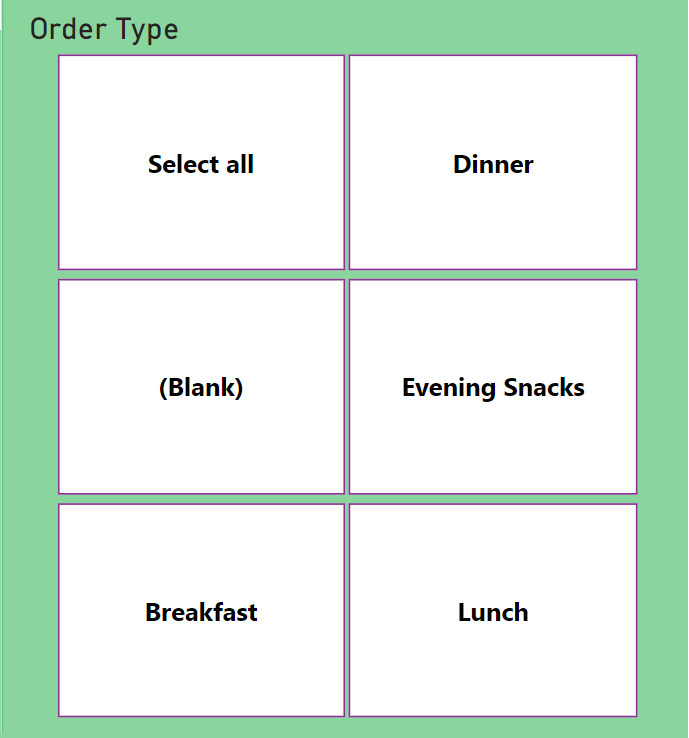 Order Type
Select all
Dinner
(Blank)
Evening Snacks
Breakfast
Lunch